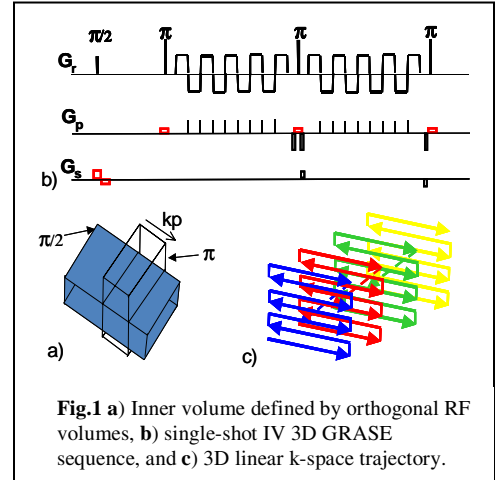 π/2
π
π
π
Gr
Gp
Gs
b)
kp
π/2
π
a)
c)
Fig.1 a) Inner volume defined by orthogonal RF
volumes, b) single-shot IV 3D GRASE
sequence, and c) 3D linear k-space trajectory.